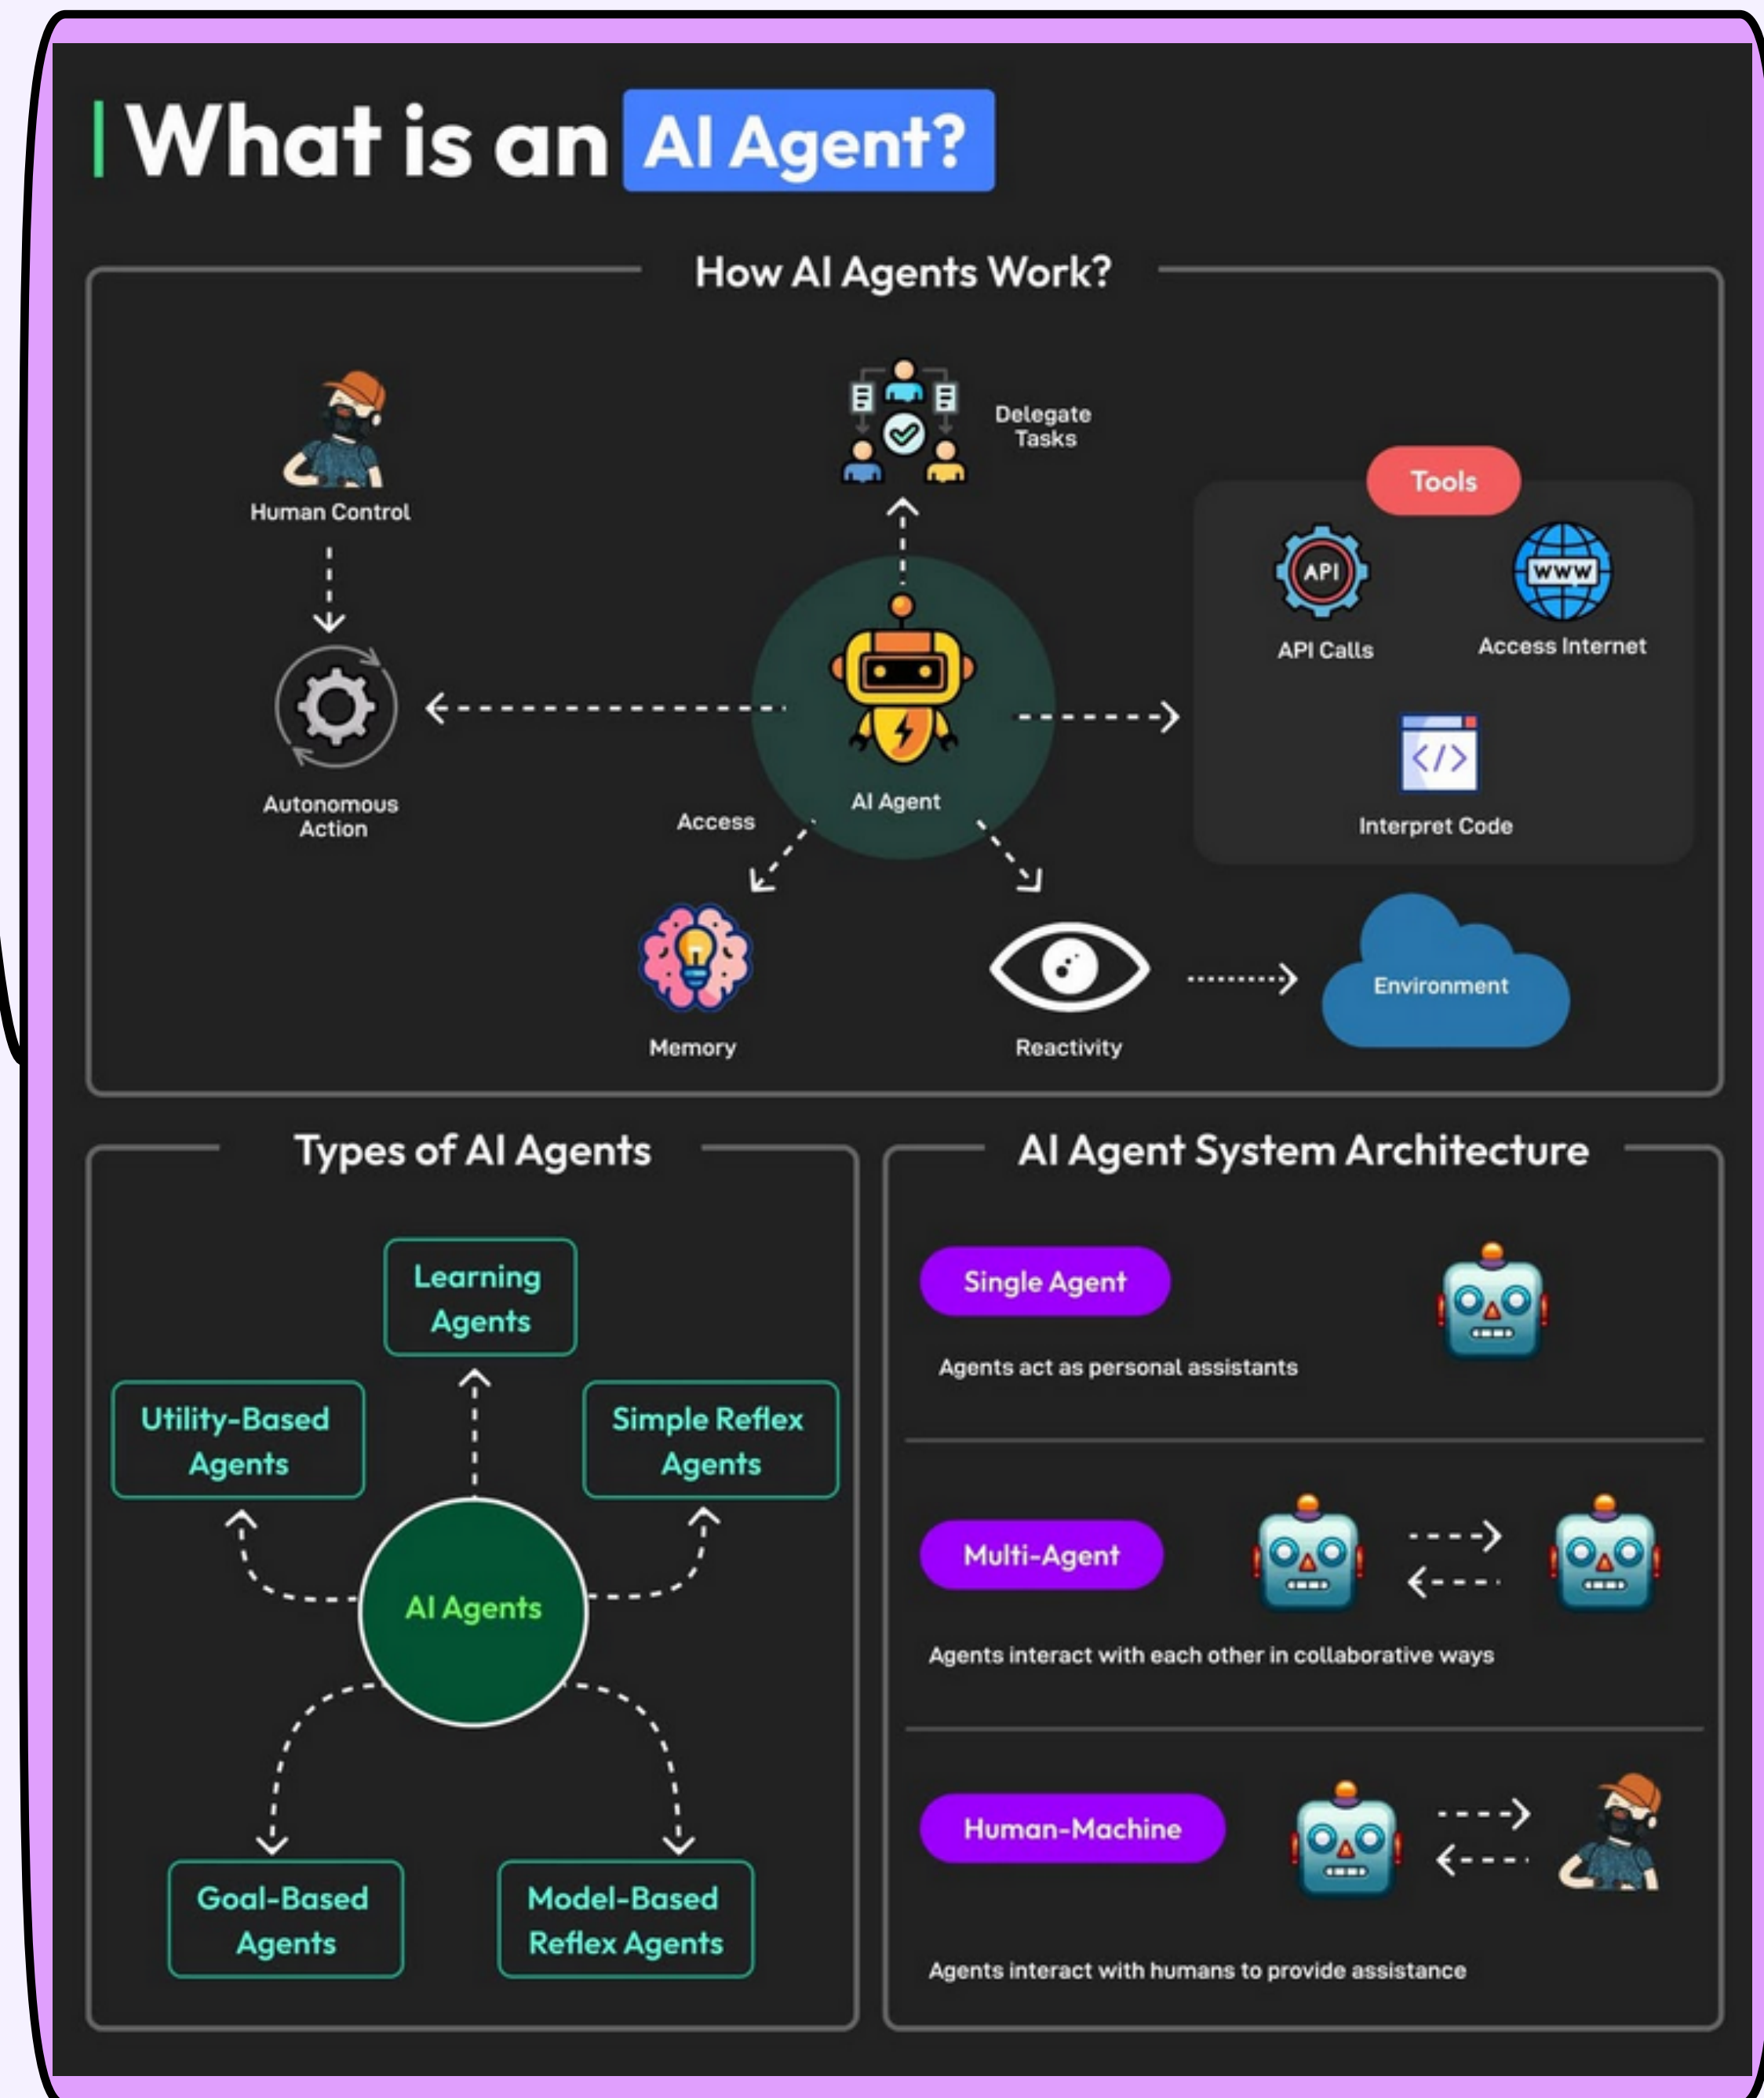 What is an AI Agent?
How AI Agents Work?
Human Control
Delegate
Tasks
Tools
API
API Calls
www
Access Internet
</>
Interpret Code
Autonomous
Action
AI Agent
Access
Memory
Reactivity
Environment
Types of AI Agents
Learning
Agents
Utility-Based
Agents
Simple Reflex
Agents
AI Agents
Goal-Based
Agents
Model-Based
Reflex Agents
AI Agent System Architecture
Single Agent
Agents act as personal assistants
Multi-Agent
Agents interact with each other in collaborative ways
Human-Machine
Agents interact with humans to provide assistance